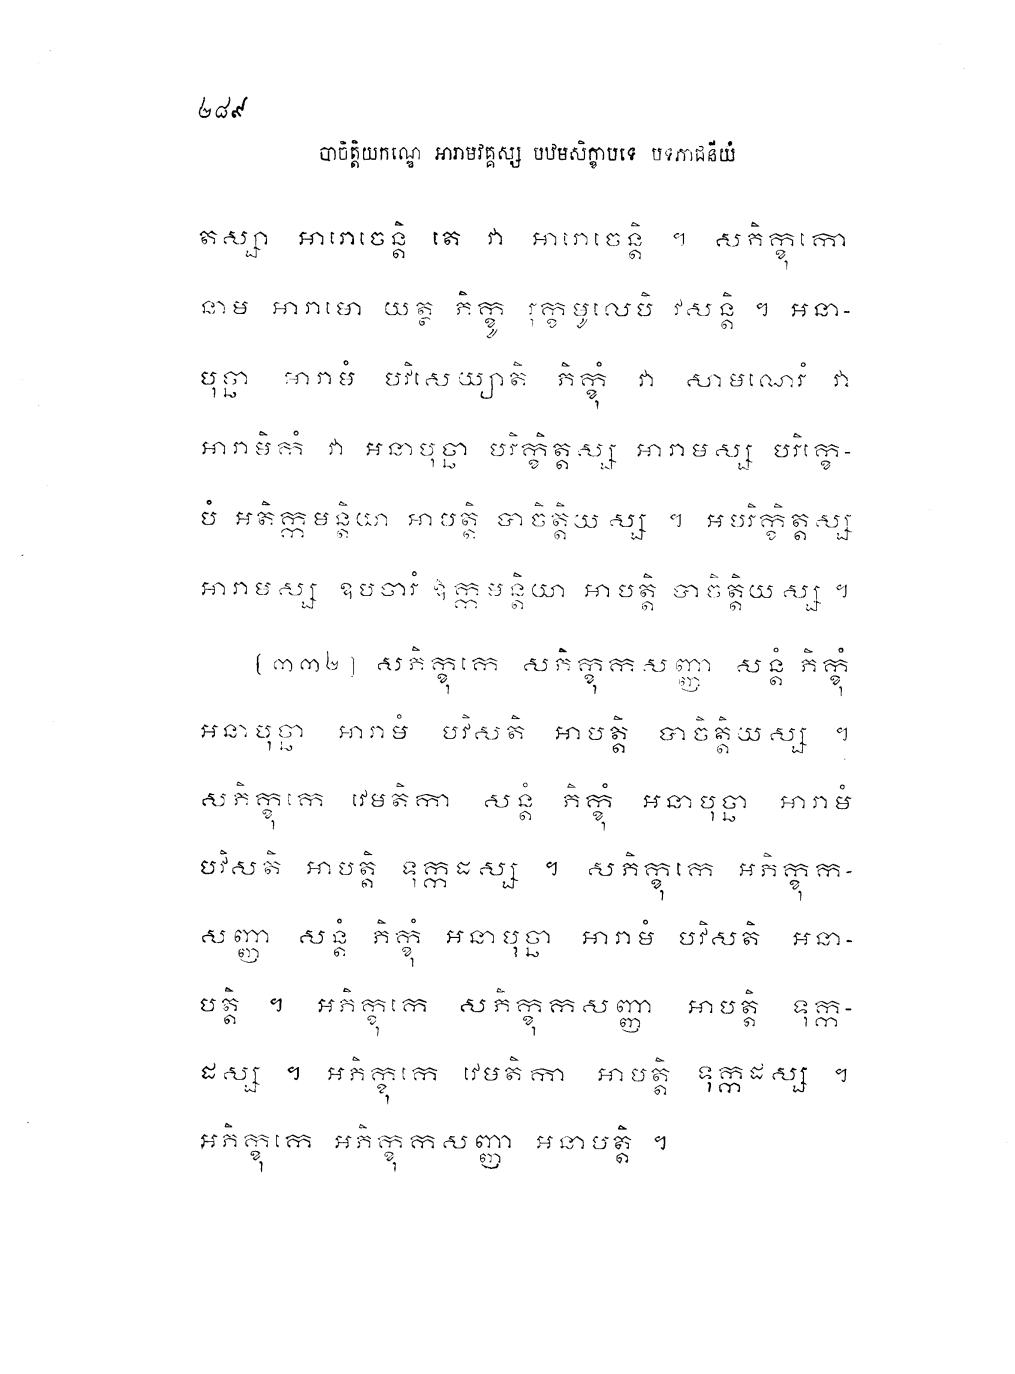 ២៨៩
បាចិត្តិយកណ្ឌេ អារាមវគ្គស្ស បឋមសិក្ខាបទេ បទភាជនីយំ
តស្សា អារោចេន្តិ តេ វា អារោចេន្តិ ។ សភិក្ខុកោ
នាម អារាមោ យត្ថ ភិក្ខូ រុក្ខមូលេបិ វសន្តិ ។ អនា-
បុច្ឆា អារាមំ បវិសេយ្យាតិ ភិក្ខុំ វា សាមណេរំ វា
អារាមិកំ វា អនាបុច្ឆា បរិក្ខិត្តស្ស អារាមស្ស បរិក្ខេ-
បំ អតិក្កមន្តិយា អាបត្តិ បាចិត្តិយស្ស ។ អបរិក្ខិត្តស្ស
អារាមស្ស ឧបចារំ ឱក្កមន្តិយា អាបត្តិ បាចិត្តិយស្ស ។
(៣៣២) សភិក្ខុកេ សភិក្ខុកសញ្ញា សន្តំ ភិក្ខុំ
អនាបុច្ឆា អារាមំ បវិសតិ អាបត្តិ បាចិត្តិយស្ស ។
សភិក្ខុកេ វេមតិកា សន្តំ ភិក្ខុំ អនាបុច្ឆា អារាមំ
បវិសតិ អាបត្តិ ទុក្កដស្ស ។ សភិក្ខុកេ អភិក្ខុក-
សញ្ញា សន្តំ ភិក្ខុំ អនាបុច្ឆា អារាមំ បវិសតិ អនា-
បត្តិ ។ អភិក្ខុកេ សភិក្ខុកសញ្ញា អាបត្តិ ទុក្ក-
ដស្ស ។ អភិក្ខុកេ វេមតិកា អាបត្តិ ទុក្កដស្ស ។
អភិក្ខុកេ អភិក្ខុកសញ្ញា អនាបត្តិ ។